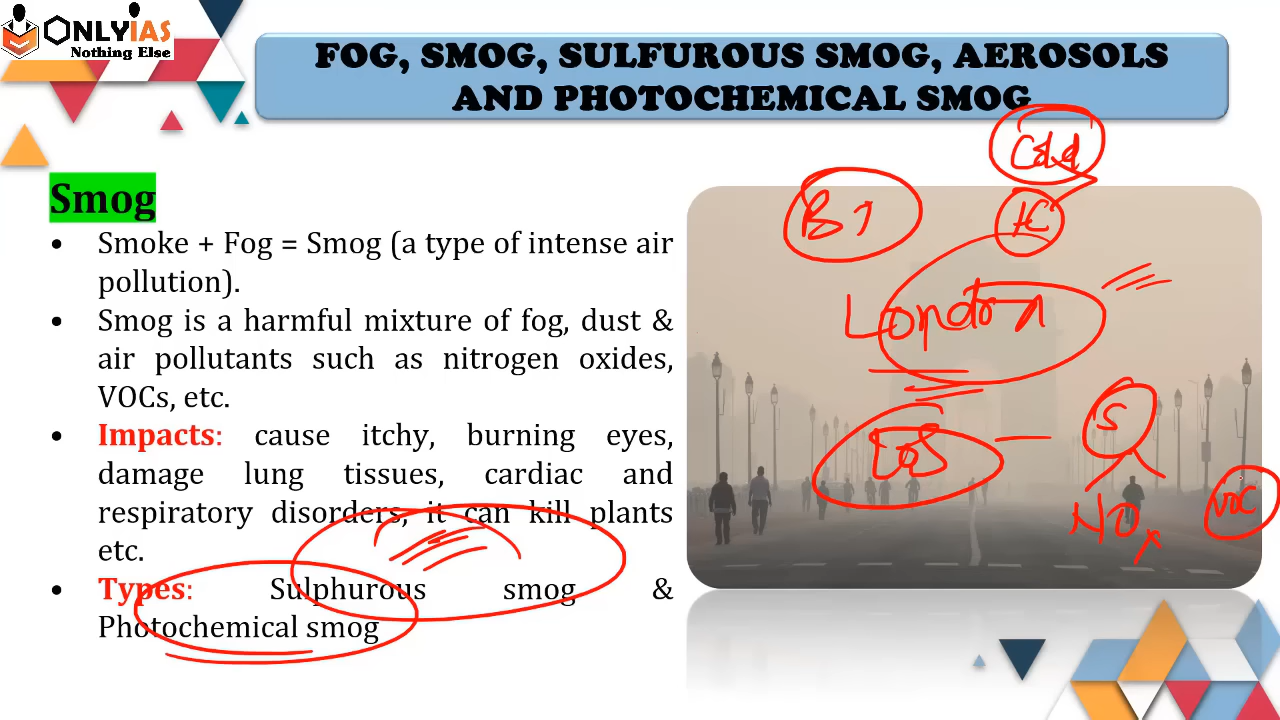 ONLYIAS
Nothing Else
FOG, SMOG, SULFUROUS SMOG, AEROSOLS
AND PHOTOCHEMICAL SMOG
Smog
• Smoke + Fog = Smog (a type of intense air
pollution).
• Smog is a harmful mixture of fog, dust &
air pollutants such as nitrogen oxides,
VOCs, etc.
• Impacts: cause itchy, burning eyes,
damage lung tissues, cardiac and
respiratory disorders, it can kill plants
etc.
• Types: Sulphurous smog &
Photochemical smog
London
S
NOx
VOC